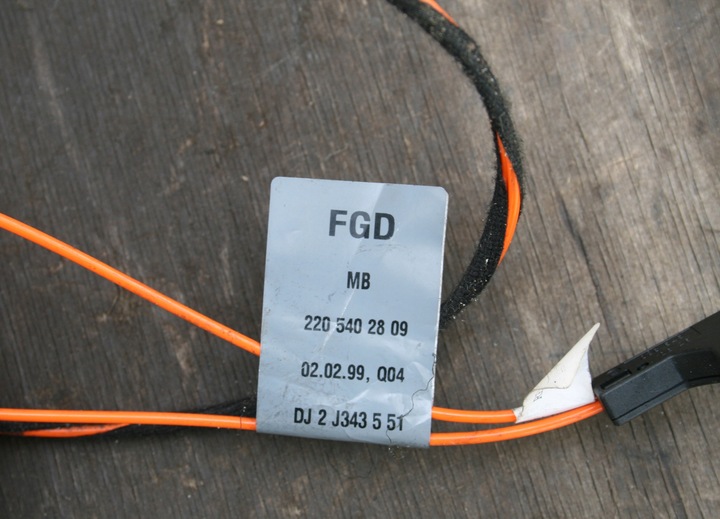 FGD
MB
220 540 28 09
02.02.99, Q04
DJ 2 J343 5 51